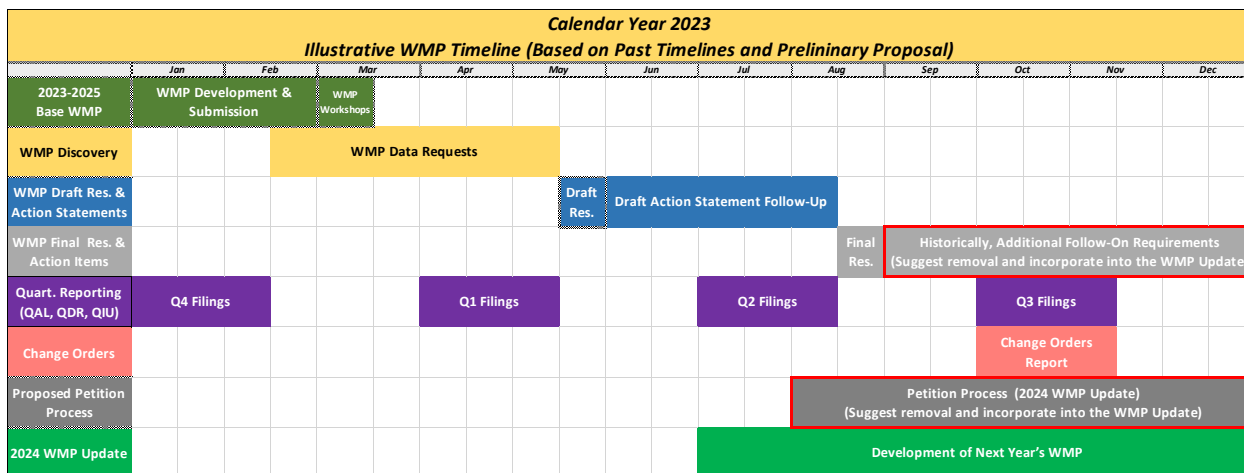 Calendar Year 2023
Illustrative WMP Timeline (Based on Past Timelines and Prelininary Proposal)
Jan Feb Mar Apr May Jun Jul Aug Sep Oct Nov Dec
2023-2025
Base WMP
WMP Development &
Submission
WMP
Workshops
WMP Discovery
WMP Data Requests
WMP Draft Res. &
Action Statements
Draft
Res.
Draft Action Statement Follow-Up
WMP Final Res. &
Action Items
Final
Res.
Historically, Additional Follow-On Requirements
(Suggest removal and incorporate into the WMP Update
Quart. Reporting
(QAL, QDR, QIU)
Q4 Filings
Q1 Filings
Q2 Filings
Q3 Filings
Change Orders
Change Orders
Report
Proposed Petition
Process
Petition Process (2024 WMP Update)
(Suggest removal and incorporate into the WMP Update)
2024 WMP Update
Development of Next Year's WMP